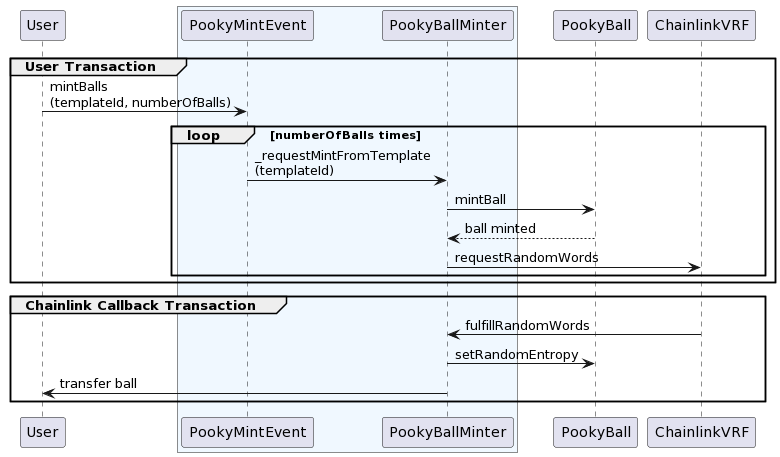 User PookyMintEvent PookyBallMinter PookyBall ChainlinkVRF
User Transaction
mintBalls
(templateId, numberOfBalls)
loop [numberOfBalls times]
_requestMintFromTemplate
(templateId)
mintBall
ball minted
requestRandomWords
Chainlink Callback Transaction
fulfillRandomWords
setRandomEntropy
transfer ball
User PookyMintEvent PookyBallMinter PookyBall ChainlinkVRF